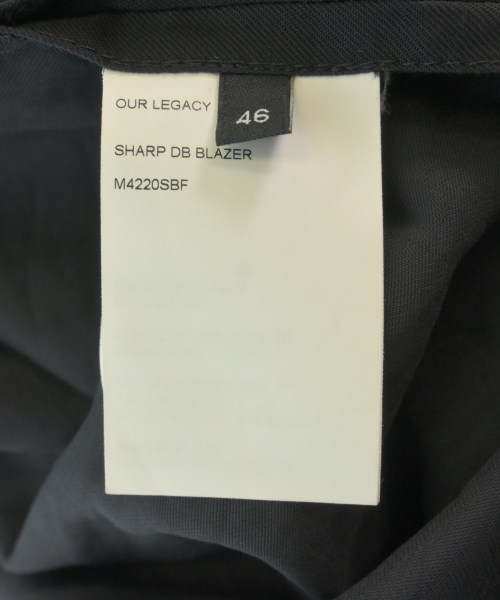 OUR LEGACY
46
SHARP DB BLAZER
M4220SBF